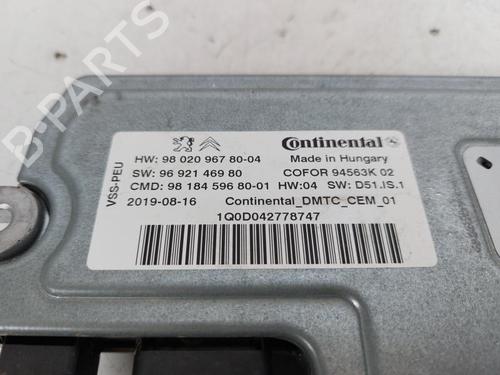 B-PARTS
Continental
HW: 98 020 967 80-04 Made in Hungary
SW: 96 921 469 80 COFOR 94563K 02
CMD: 98 184 596 80-01 HW:04 SW: D51.IS.1
2019-08-16 Continental_DMTC_CEM_01
1Q0D042778747
VSS-PEU